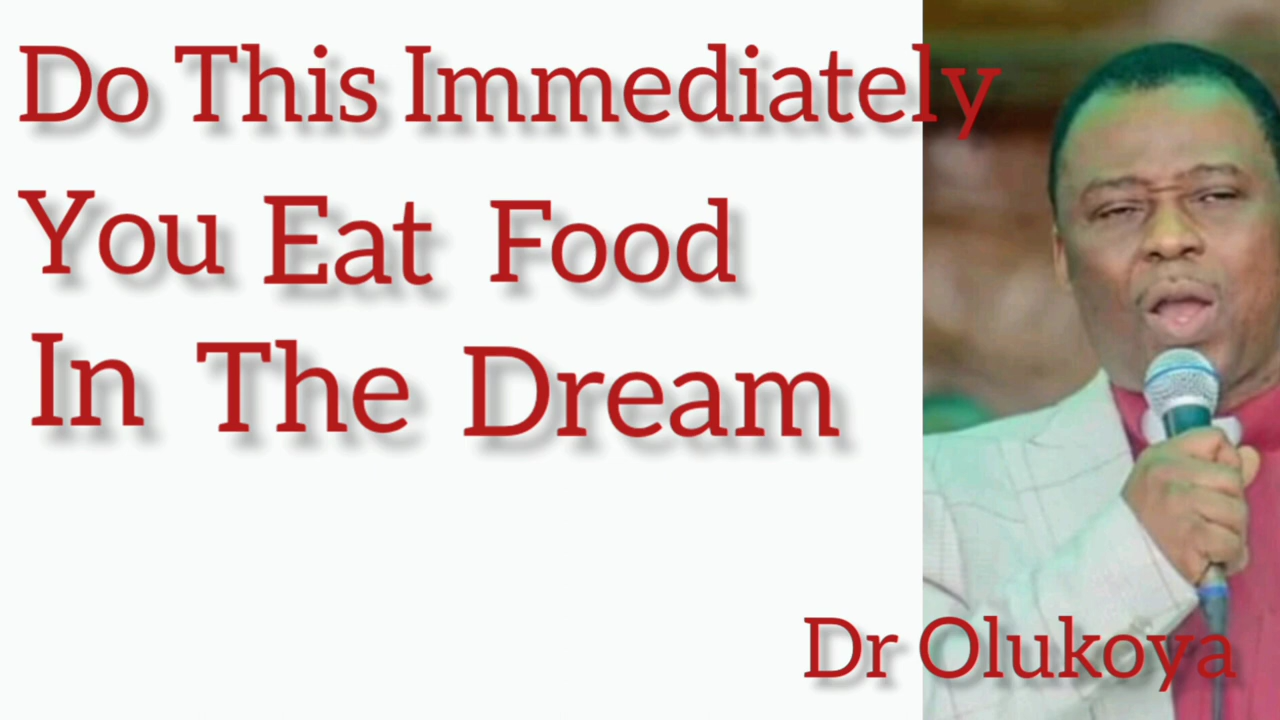 Do This Immediately
You Eat Food
In The Dream
Dr Olukoya